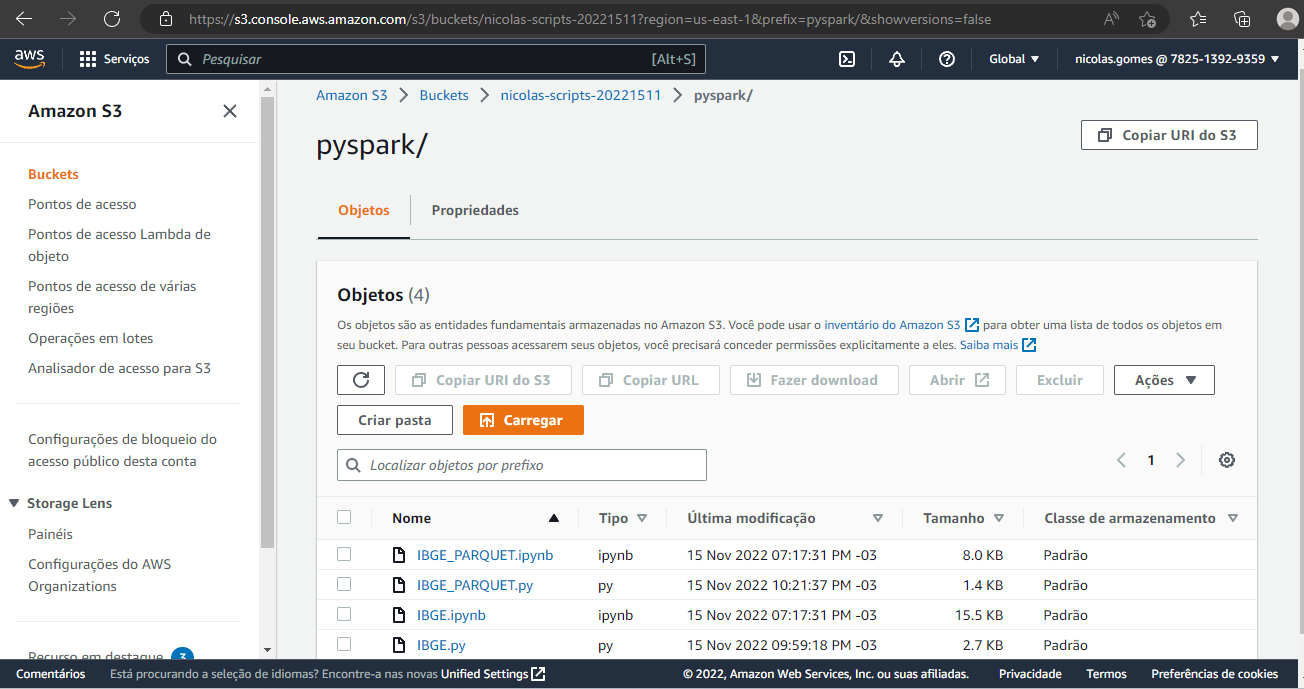 https://s3.console.aws.amazon.com/s3/buckets/nicolas-scripts-20221511?region=us-east-1&prefix=pyspark/&showversions=false
aws
Serviços
Pesquisar
[Alt+S]
Global
nicolas.gomes @ 7825-1392-9359
Amazon S3
Buckets
Pontos de acesso
Pontos de acesso Lambda de
objeto
Pontos de acesso de várias
regiões
Operações em lotes
Analisador de acesso para S3
Configurações de bloqueio do
acesso público desta conta
Storage Lens
Painéis
Configurações do AWS
Organizations
Recurso em destaque 3
Amazon S3 > Buckets > nicolas-scripts-20221511 > pyspark/
pyspark/
Copiar URI do S3
Objetos
Propriedades
Objetos (4)
Os objetos são as entidades fundamentais armazenadas no Amazon S3. Você pode usar o inventário do Amazon S3 para obter uma lista de todos os objetos em
seu bucket. Para outras pessoas acessarem seus objetos, você precisará conceder permissões explicitamente a eles. Saiba mais
Copiar URI do S3
Copiar URL
Fazer download
Abrir
Excluir
Ações
Criar pasta
Carregar
Localizar objetos por prefixo
1
Nome Tipo Última modificação Tamanho Classe de armazenamento
IBGE_PARQUET.ipynb ipynb 15 Nov 2022 07:17:31 PM -03 8.0 KB Padrão
IBGE_PARQUET.py py 15 Nov 2022 10:21:37 PM -03 1.4 KB Padrão
IBGE.ipynb ipynb 15 Nov 2022 07:17:31 PM -03 15.5 KB Padrão
IBGE.py py 15 Nov 2022 09:59:18 PM -03 2.7 KB Padrão
Comentários
Está procurando a seleção de idiomas? Encontre-a nas novas Unified Settings
© 2022, Amazon Web Services, Inc. ou suas afiliadas.
Privacidade
Termos
Preferências de cookies